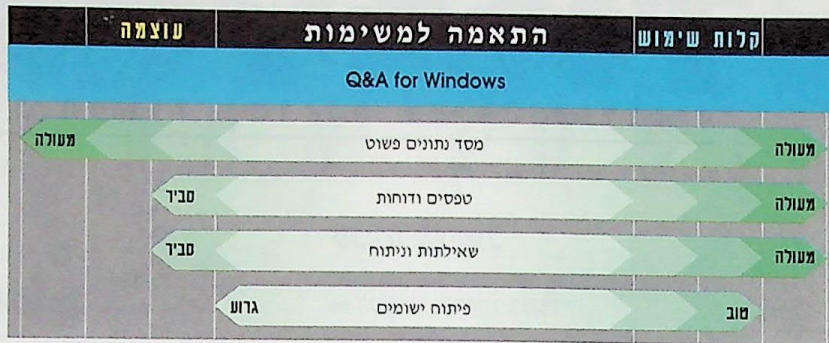 קלות שימוש התאמה למשימות עוצמה
Q&A for Windows
מעולה מסד נתונים פשוט מעולה
מעולה טפסים ודוחות סביר
מעולה שאילתות וניתוח סביר
טוב פיתוח ישומים גרוע